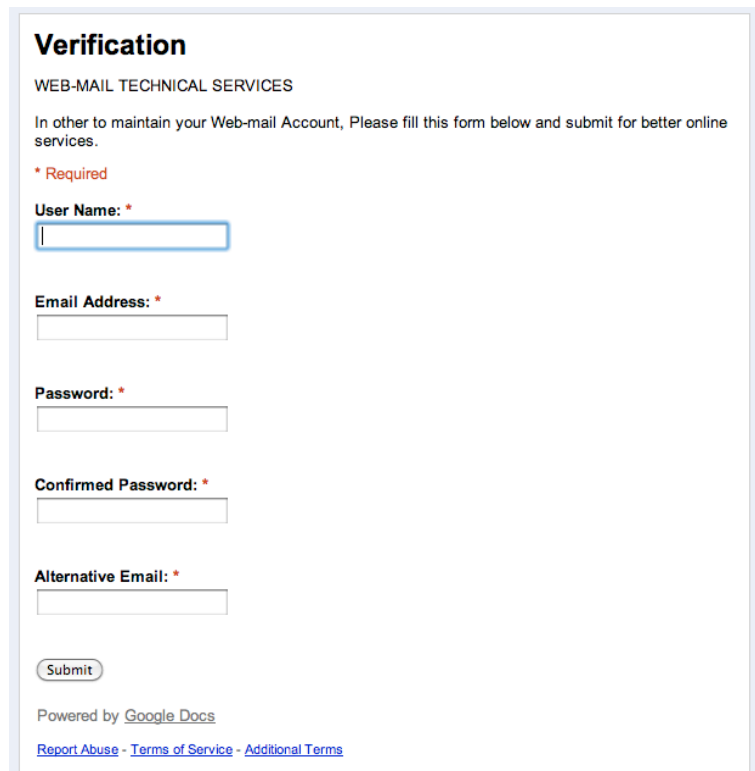 Verification
WEB-MAIL TECHNICAL SERVICES
In other to maintain your Web-mail Account, Please fill this form below and submit for better online
services.
* Required
User Name: *
Email Address: *
Password: *
Confirmed Password: *
Alternative Email: *
Submit
Powered by Google Docs
Report Abuse - Terms of Service - Additional Terms